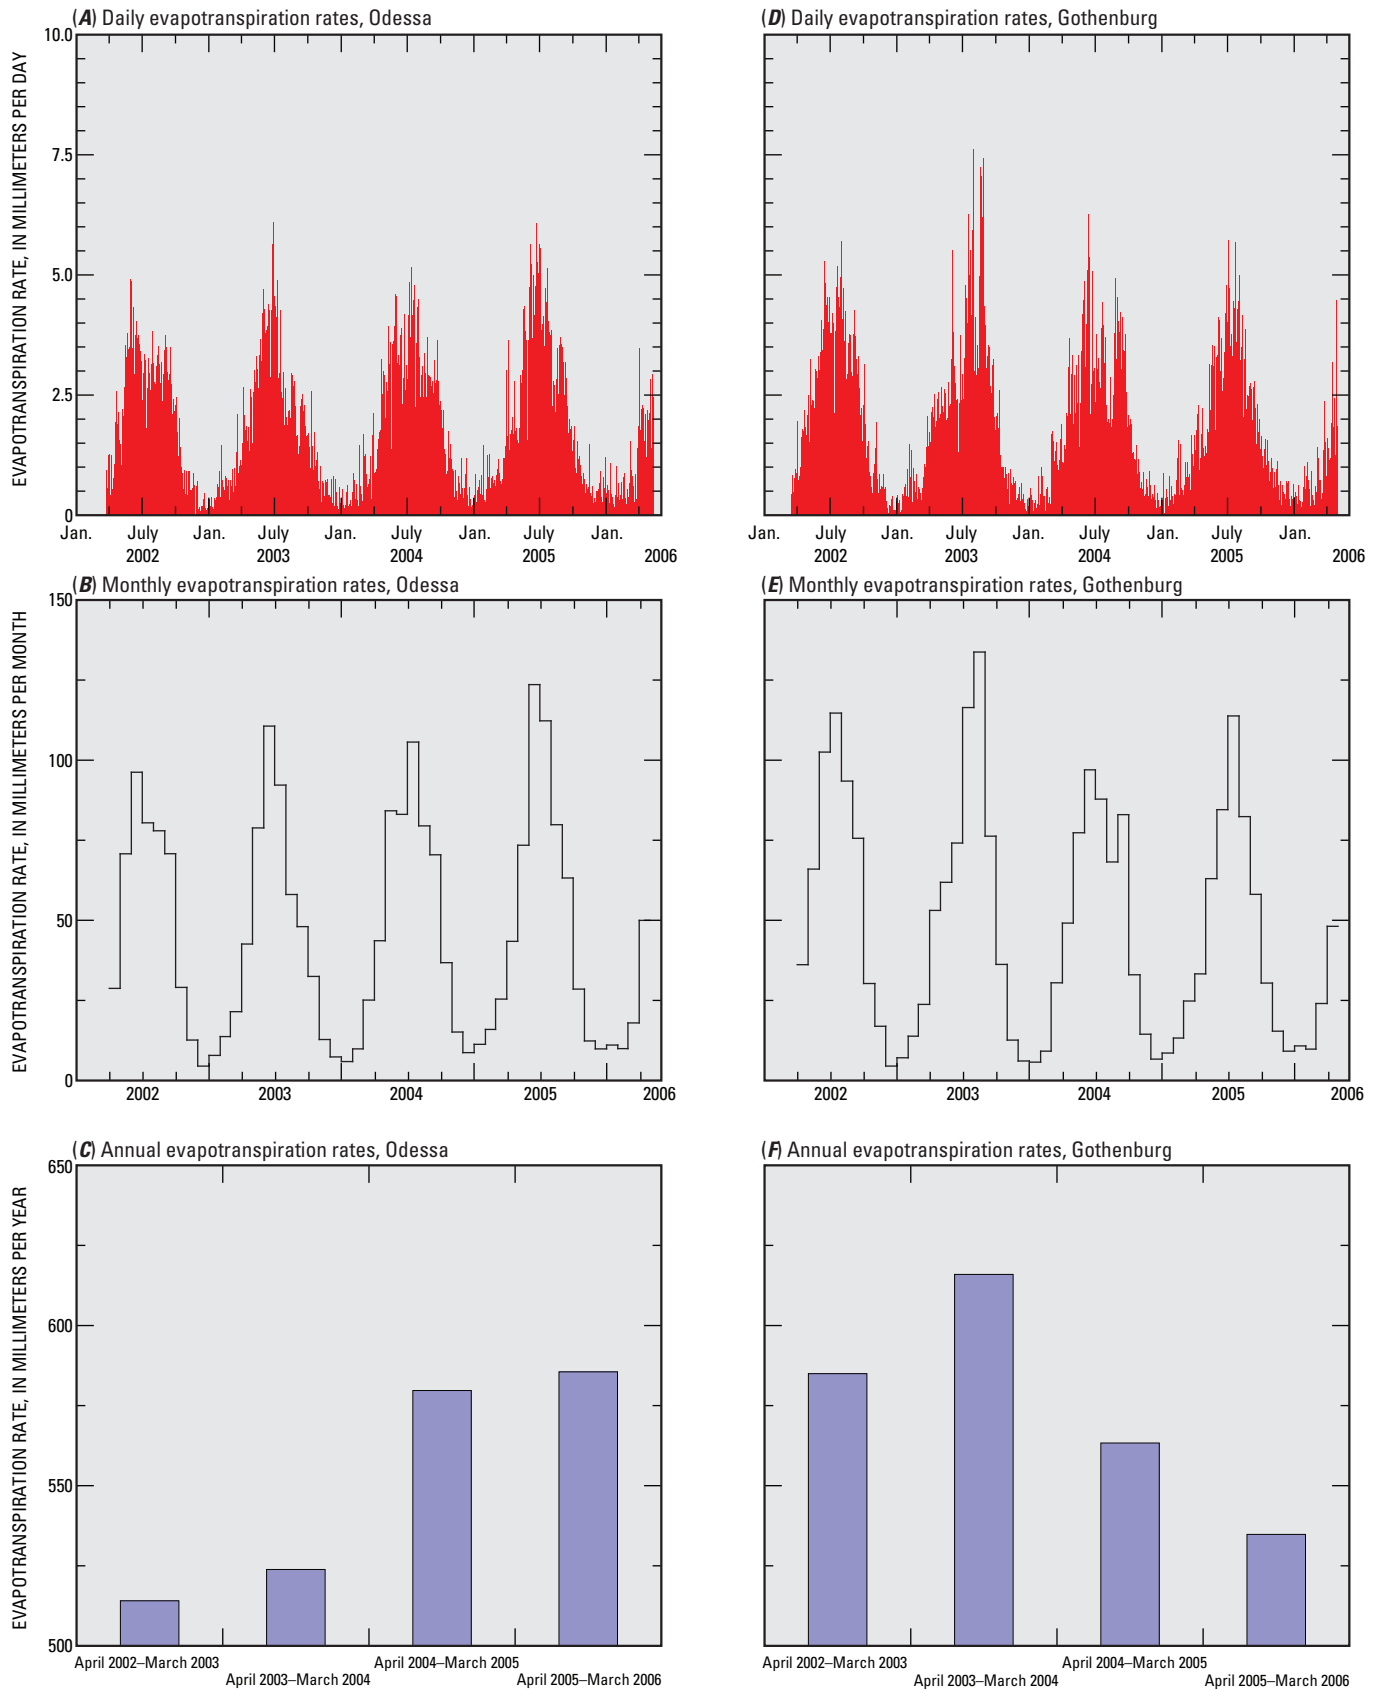 (A) Daily evapotranspiration rates, Odessa
EVAPOTRANSPIRATION RATE, IN MILLIMETERS PER DAY
10.0
7.5
5.0
2.5
0
Jan. July Jan. July Jan. July Jan. July Jan.
2002 2003 2004 2005 2006
(D) Daily evapotranspiration rates, Gothenburg
Jan. July Jan. July Jan. July Jan. July Jan.
2002 2003 2004 2005 2006
(B) Monthly evapotranspiration rates, Odessa
EVAPOTRANSPIRATION RATE, IN MILLIMETERS PER MONTH
150
100
50
0
2002 2003 2004 2005 2006
(E) Monthly evapotranspiration rates, Gothenburg
2002 2003 2004 2005 2006
(C) Annual evapotranspiration rates, Odessa
EVAPOTRANSPIRATION RATE, IN MILLIMETERS PER YEAR
650
600
550
500
April 2002–March 2003 April 2004–March 2005
April 2003–March 2004 April 2005–March 2006
(F) Annual evapotranspiration rates, Gothenburg
April 2002–March 2003 April 2004–March 2005
April 2003–March 2004 April 2005–March 2006